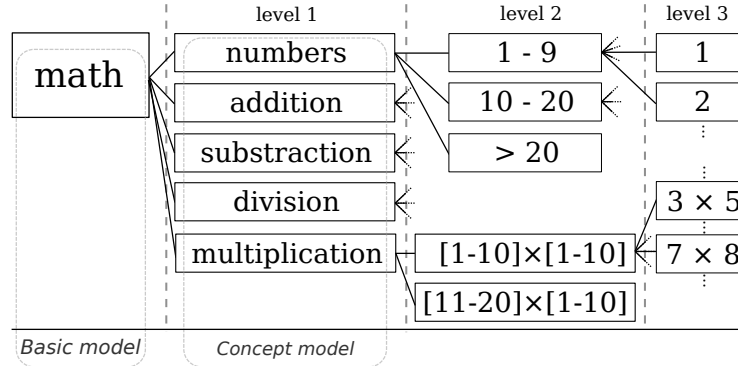 level 1
level 2
level 3
math
numbers
1 - 9
1
addition
10 - 20
2
...
substraction
> 20
...
division
3 × 5
...
multiplication
[1-10]×[1-10]
7 × 8
...
[11-20]×[1-10]
Basic model
Concept model